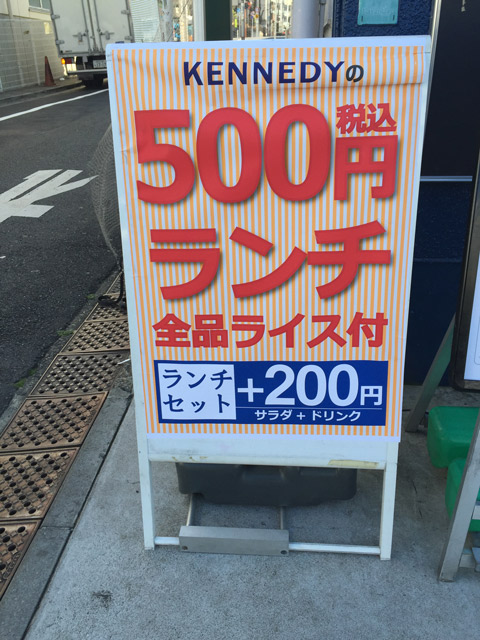 KENNEDYの
500円 税込
ランチ
全品ライス付
ランチ
セット
+200円
サラダ+ドリンク